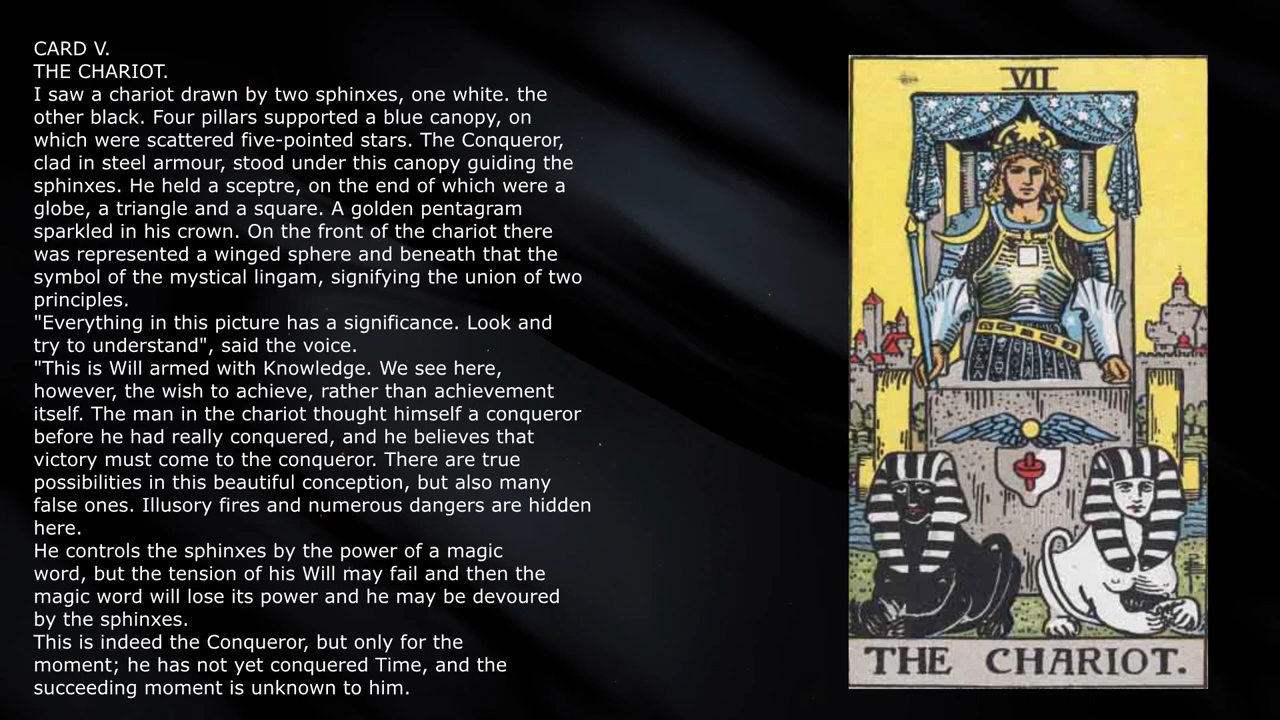 CARD V.
THE CHARIOT.
I saw a chariot drawn by two sphinxes, one white. the
other black. Four pillars supported a blue canopy, on
which were scattered five-pointed stars. The Conqueror,
clad in steel armour, stood under this canopy guiding the
sphinxes. He held a sceptre, on the end of which were a
globe, a triangle and a square. A golden pentagram
sparkled in his crown. On the front of the chariot there
was represented a winged sphere and beneath that the
symbol of the mystical lingam, signifying the union of two
principles.
"Everything in this picture has a significance. Look and
try to understand", said the voice.
"This is Will armed with Knowledge. We see here,
however, the wish to achieve, rather than achievement
itself. The man in the chariot thought himself a conqueror
before he had really conquered, and he believes that
victory must come to the conqueror. There are true
possibilities in this beautiful conception, but also many
false ones. Illusory fires and numerous dangers are hidden
here.
He controls the sphinxes by the power of a magic
word, but the tension of his Will may fail and then the
magic word will lose its power and he may be devoured
by the sphinxes.
This is indeed the Conqueror, but only for the
moment; he has not yet conquered Time, and the
succeeding moment is unknown to him.
VII
THE CHARIOT.